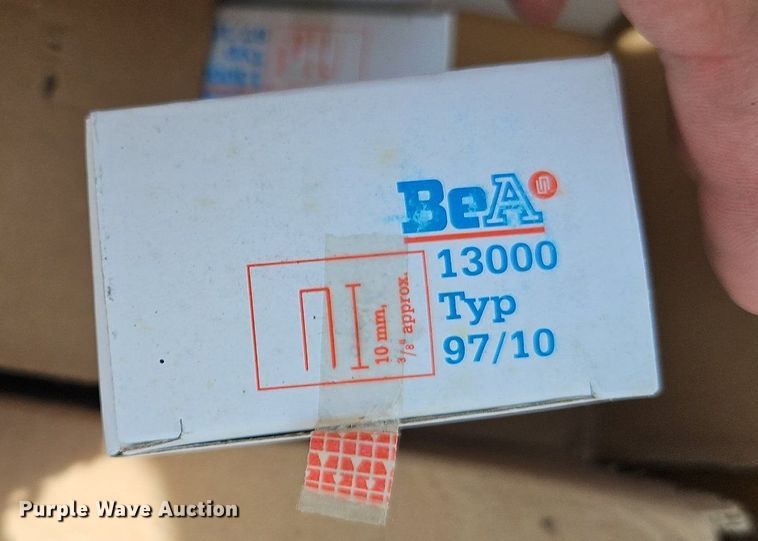 BeA
13000
Typ
97/10
10 mm,
3/8" approx.
Purple Wave Auction